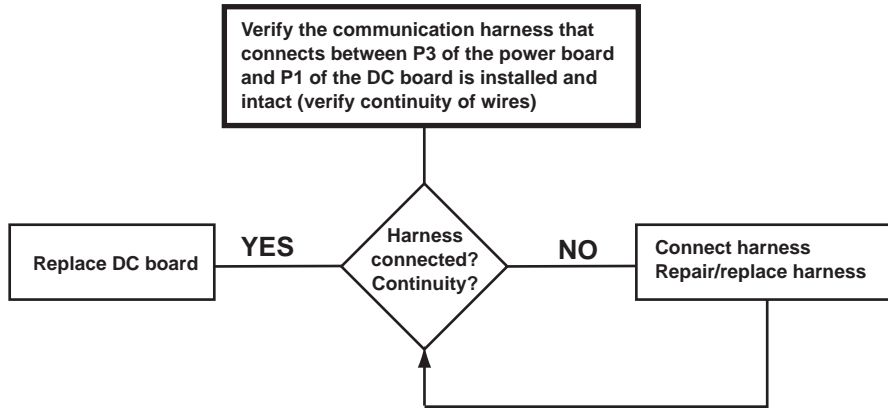 Verify the communication harness that
connects between P3 of the power board
and P1 of the DC board is installed and
intact (verify continuity of wires)
Replace DC board
YES
Harness
connected?
Continuity?
NO
Connect harness
Repair/replace harness